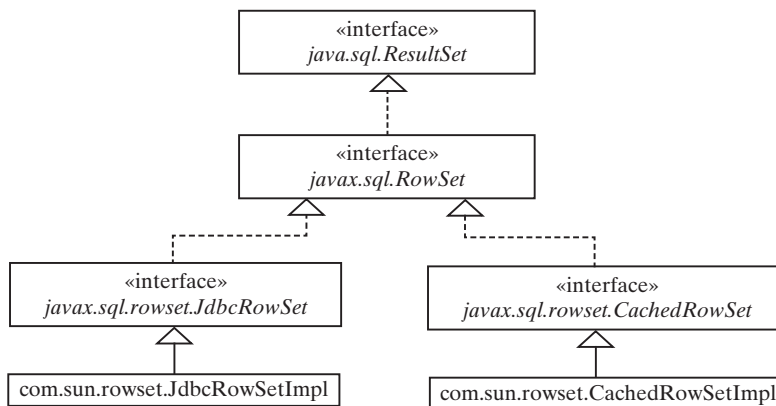 «interface»
java.sql.ResultSet
«interface»
javax.sql.RowSet
«interface»
javax.sql.rowset.JdbcRowSet
«interface»
javax.sql.rowset.CachedRowSet
com.sun.rowset.JdbcRowSetImpl
com.sun.rowset.CachedRowSetImpl